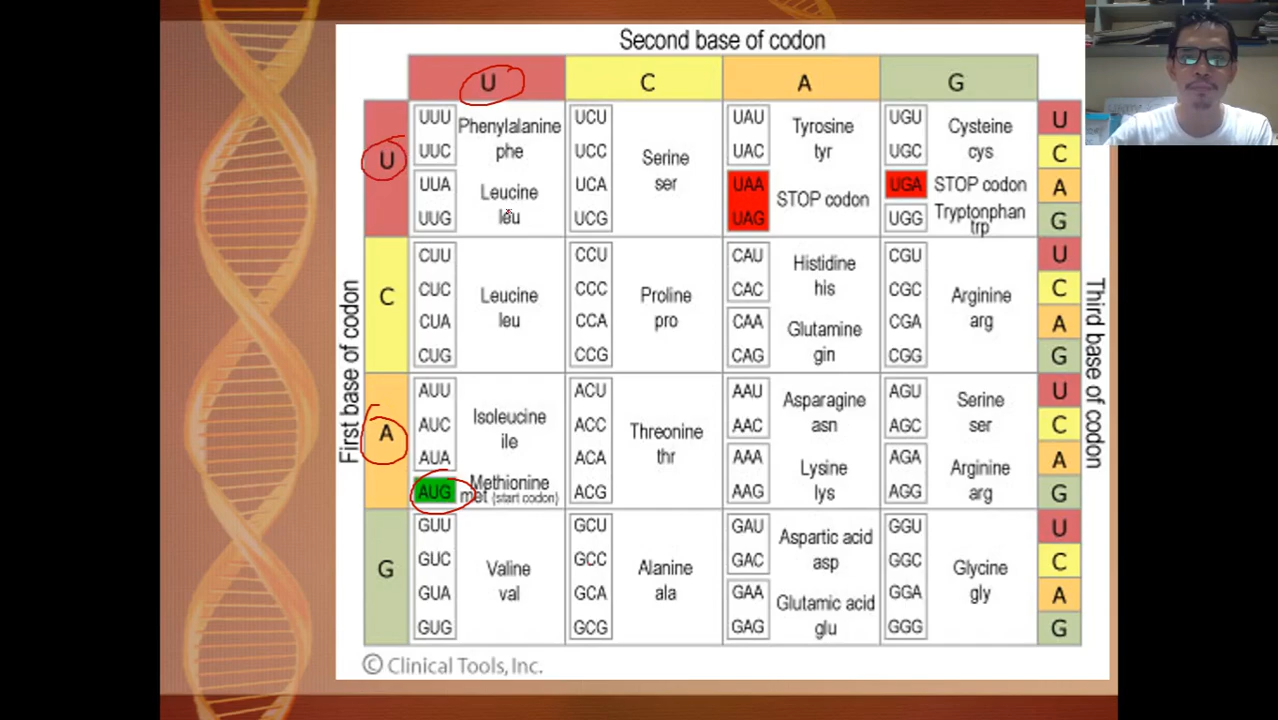 Second base of codon
U C A G
First base of codon
U
UUU
UUC
Phenylalanine
phe
UUA
UUG
Leucine
leu
UCU
UCC
UCA
UCG
Serine
ser
UAU
UAC
Tyrosine
tyr
UAA
UAG
STOP codon
UGU
UGC
Cysteine
cys
UGA
STOP codon
UGG
Tryptonphan
trp
U
C
A
G
C
CUU
CUC
CUA
CUG
Leucine
leu
CCU
CCC
CCA
CCG
Proline
pro
CAU
CAC
Histidine
his
CAA
CAG
Glutamine
gin
CGU
CGC
CGA
CGG
Arginine
arg
U
C
A
G
A
AUU
AUC
AUA
Isoleucine
ile
AUG
Methionine
met (start codon)
ACU
ACC
ACA
ACG
Threonine
thr
AAU
AAC
Asparagine
asn
AAA
AAG
Lysine
lys
AGU
AGC
Serine
ser
AGA
AGG
Arginine
arg
U
C
A
G
G
GUU
GUC
GUA
GUG
Valine
val
GCU
GCC
GCA
GCG
Alanine
ala
GAU
GAC
Aspartic acid
asp
GAA
GAG
Glutamic acid
glu
GGU
GGC
GGA
GGG
Glycine
gly
U
C
A
G
Third base of codon
© Clinical Tools, Inc.